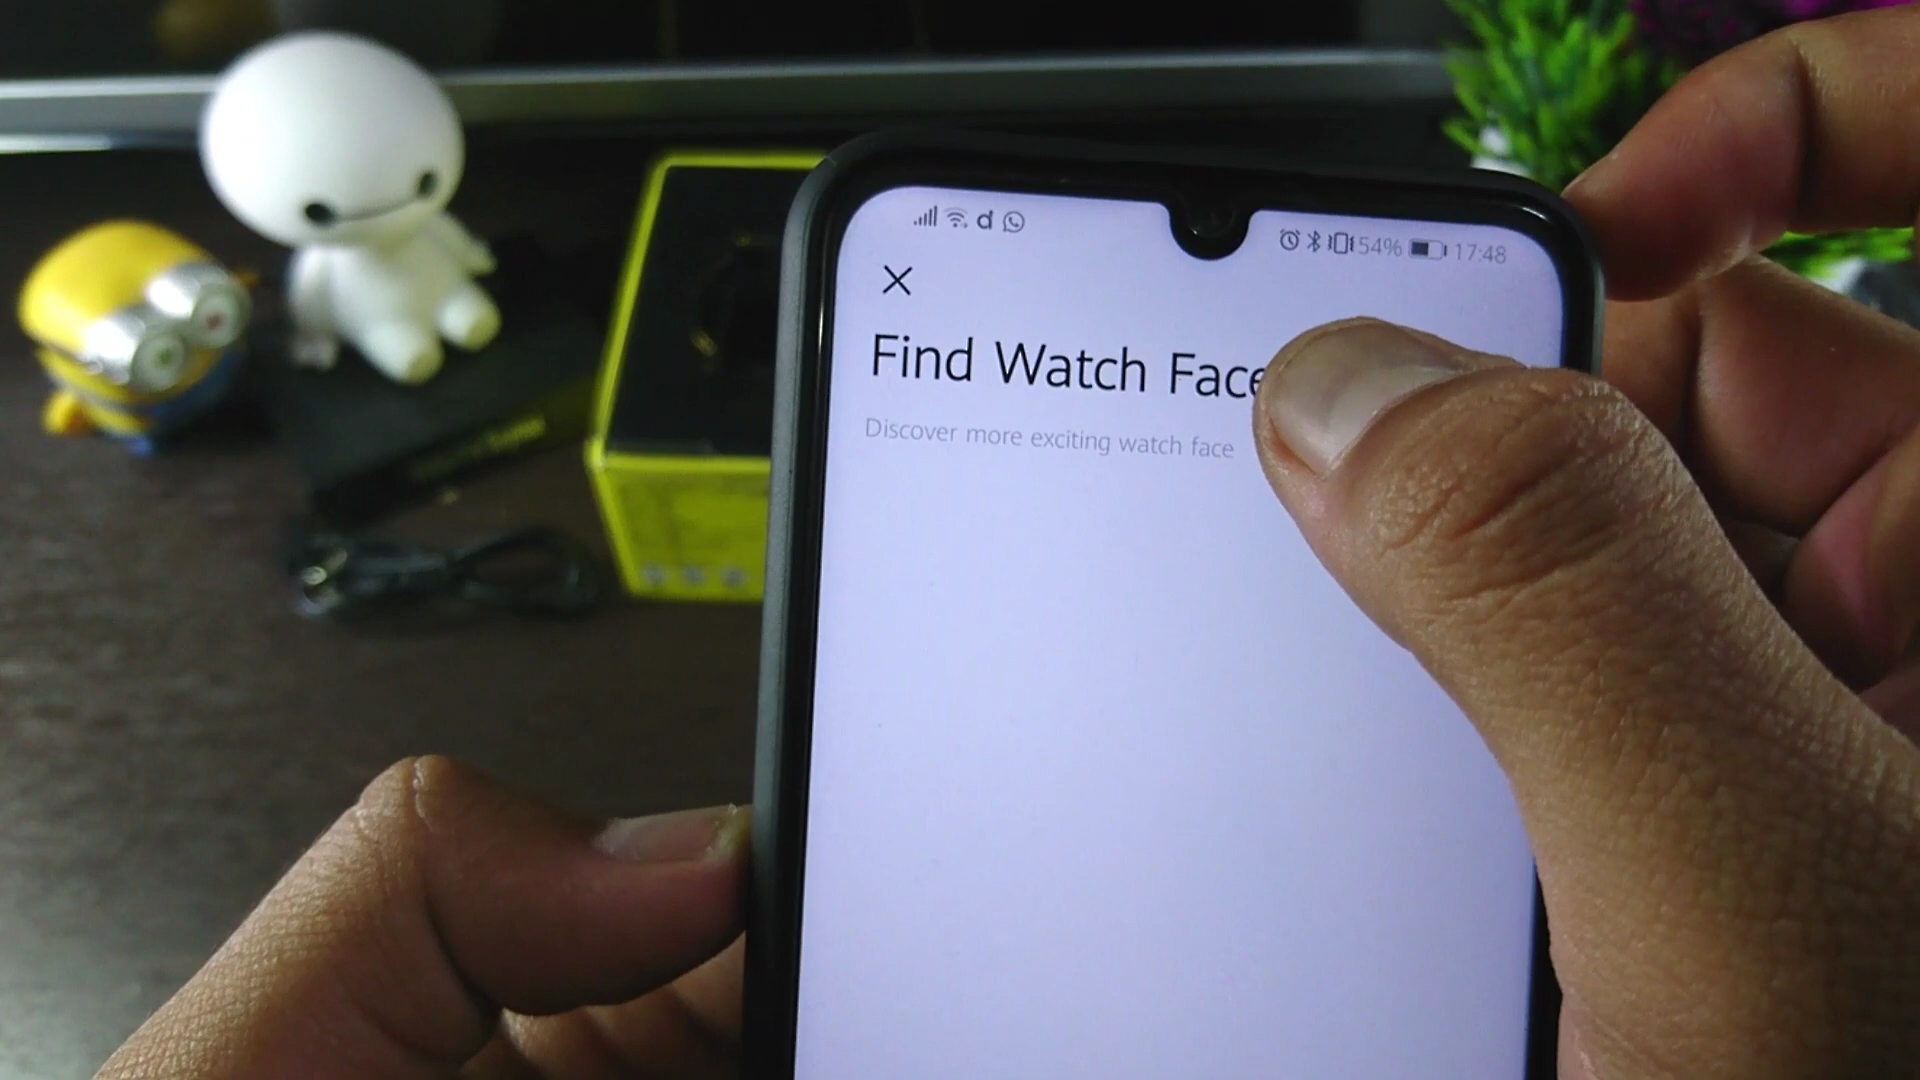 d 54% 17:48
Find Watch Face
Discover more exciting watch face